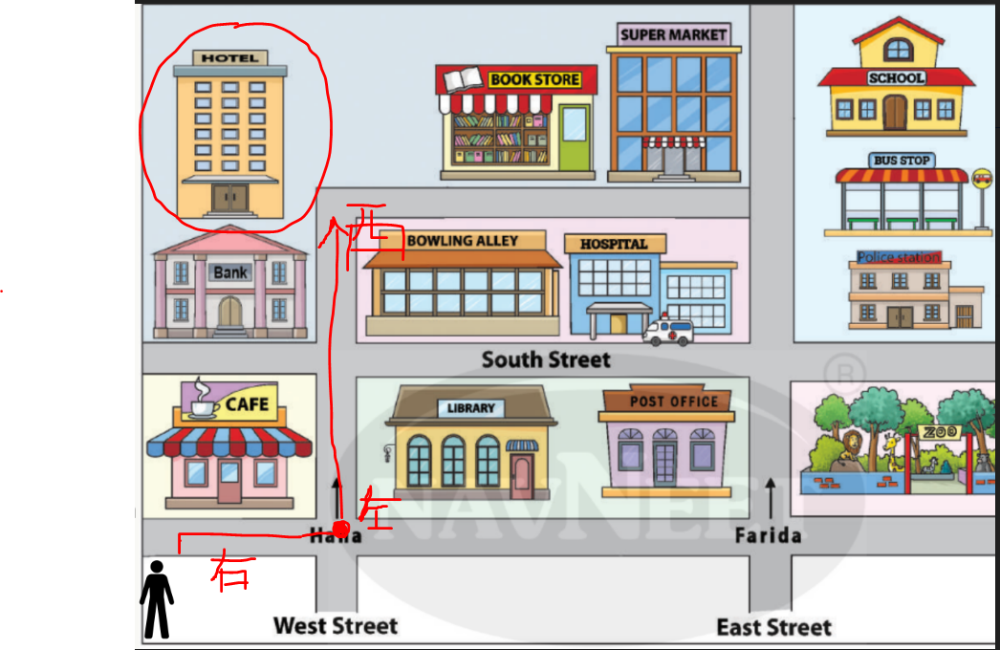 HOTEL
BOOK STORE
SUPER MARKET
SCHOOL
BUS STOP
西
BOWLING ALLEY
HOSPITAL
Police station
Bank
South Street
CAFE
LIBRARY
POST OFFICE
ZOO
®
NAVNEET
左
Farida
右
West Street
East Street